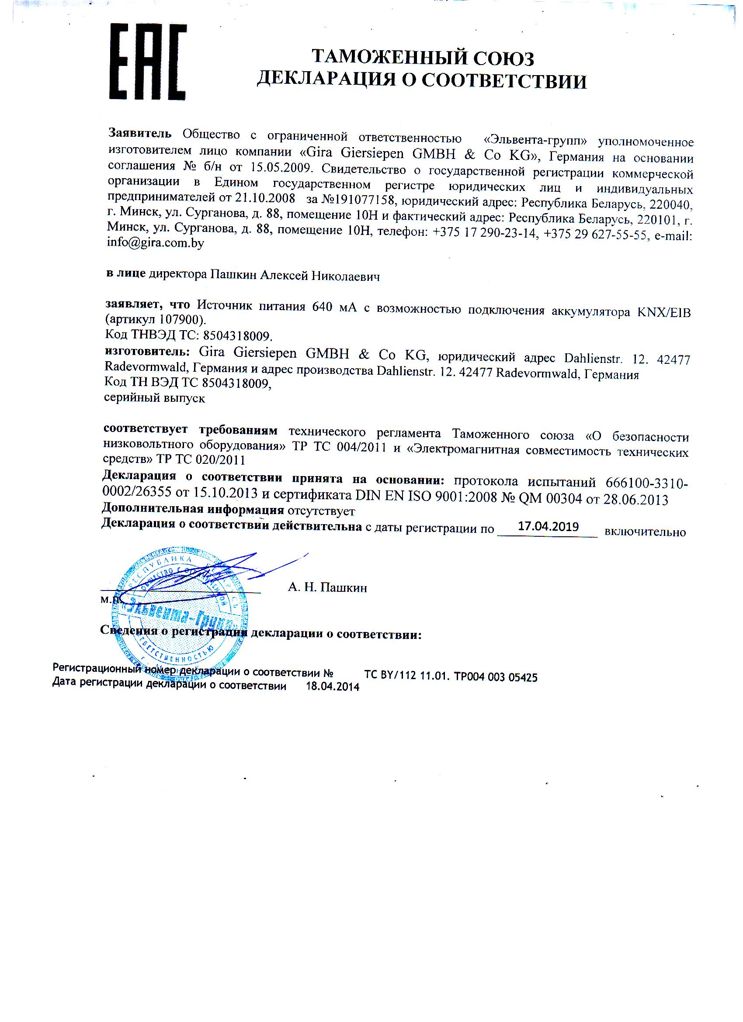 EAC
ТАМОЖЕННЫЙ СОЮЗ
ДЕКЛАРАЦИЯ О СООТВЕТСТВИИ
Заявитель Общество с ограниченной ответственностью «Эльвента-групп» уполномоченное
изготовителем лицо компании «Gira Giersiepen GMBH & Co KG», Германия на основании
соглашения № б/н от 15.05.2009. Свидетельство о государственной регистрации коммерческой
организации в Едином государственном регистре юридических лиц и индивидуальных
предпринимателей от 21.10.2008 за №191077158, юридический адрес: Республика Беларусь, 220040,
г. Минск, ул. Сурганова, д. 88, помещение 10Н и фактический адрес: Республика Беларусь, 220101, г.
Минск, ул. Сурганова, д. 88, помещение 10Н, телефон: +375 17 290-23-14, +375 29 627-55-55, e-mail:
info@gira.com.by
в лице директора Пашкин Алексей Николаевич
заявляет, что Источник питания 640 мА с возможностью подключения аккумулятора KNX/EIB
(артикул 107900).
Код ТНВЭД ТС: 8504318009.
изготовитель: Gira Giersiepen GMBH & Co KG, юридический адрес Dahlienstr. 12. 42477
Radevormwald, Германия и адрес производства Dahlienstr. 12. 42477 Radevormwald, Германия
Код ТН ВЭД ТС 8504318009,
серийный выпуск
соответствует требованиям технического регламента Таможенного союза «О безопасности
низковольтного оборудования» ТР ТС 004/2011 и «Электромагнитная совместимость технических
средств» ТР ТС 020/2011
Декларация о соответствии принята на основании: протокола испытаний 666100-3310-
0002/26355 от 15.10.2013 и сертификата DIN EN ISO 9001:2008 № QM 00304 от 28.06.2013
Дополнительная информация отсутствует
Декларация о соответствии действительна с даты регистрации по 17.04.2019 включительно
А. Н. Пашкин
м.п.
«Эльвента-Групп»
Сведения о регистрации декларации о соответствии:
Регистрационный номер декларации о соответствии № ТС BY/112 11.01. ТР004 003 05425
Дата регистрации декларации о соответствии 18.04.2014